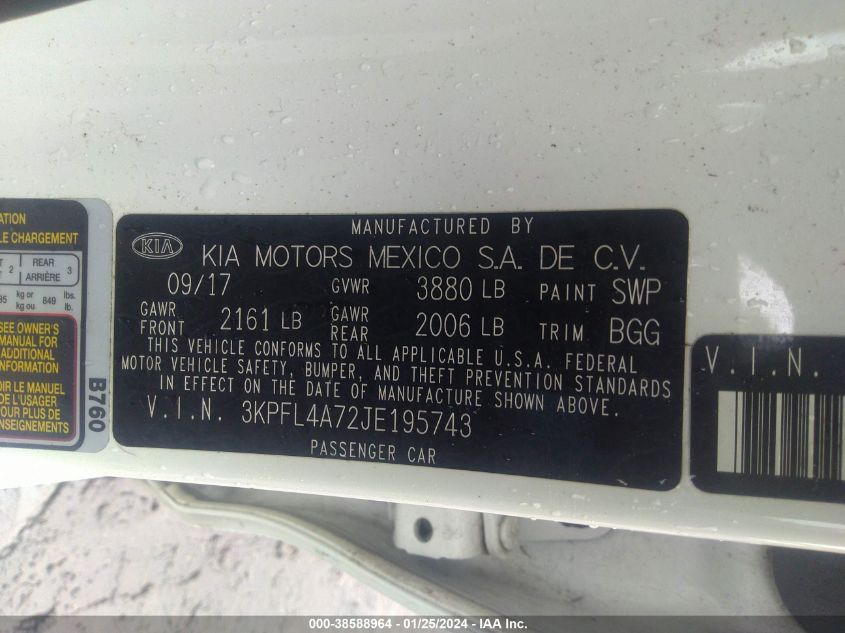 ATION
LE CHARGEMENT
2
REAR
ARRIÈRE 3
kg or
kg ou 849 lbs.
lb.
SEE OWNER'S
MANUAL FOR
ADDITIONAL
INFORMATION
LE MANUEL
DE L'USAGER
POUR PLUS DE
B760
MANUFACTURED BY
KIA KIA MOTORS MEXICO S.A. DE C.V.
09/17 GVWR 3880 LB PAINT SWP
GAWR
FRONT 2161 LB GAWR
REAR 2006 LB TRIM BGG
THIS VEHICLE CONFORMS TO ALL APPLICABLE U.S.A. FEDERAL
MOTOR VEHICLE SAFETY, BUMPER, AND THEFT PREVENTION STANDARDS
IN EFFECT ON THE DATE OF MANUFACTURE SHOWN ABOVE.
V.I.N. 3KPFL4A72JE195743
PASSENGER CAR
V.I.N.
000-38588964 - 01/25/2024 - IAA Inc.